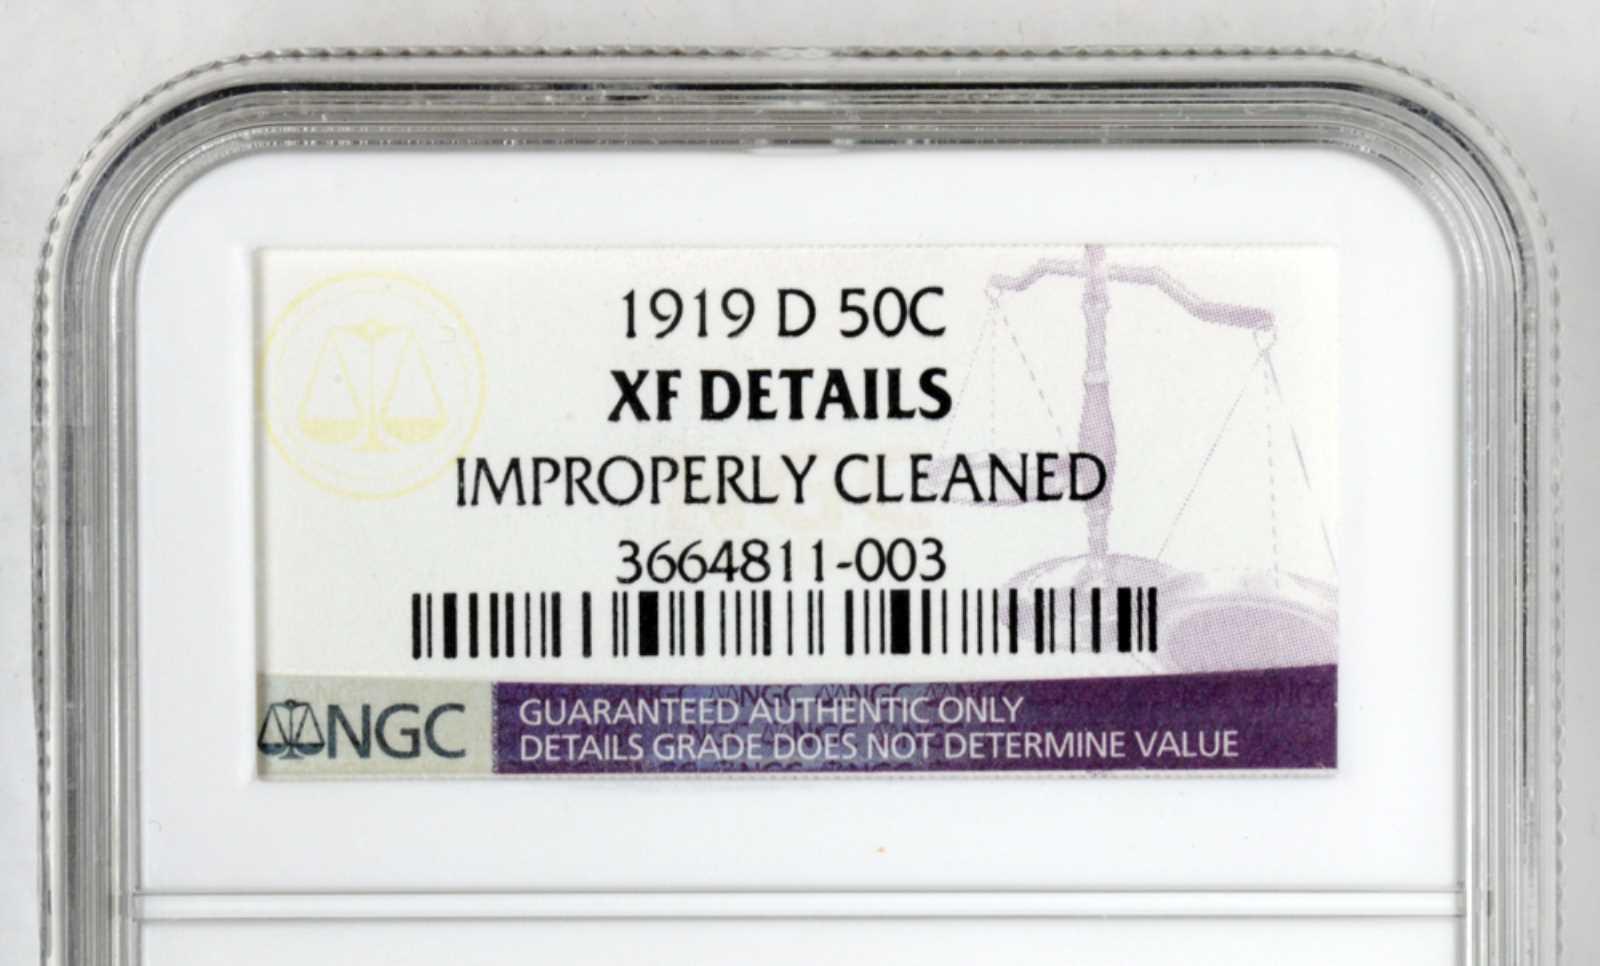 1919 D 50C
XF DETAILS
IMPROPERLY CLEANED
3664811-003
NGC
GUARANTEED AUTHENTIC ONLY
DETAILS GRADE DOES NOT DETERMINE VALUE